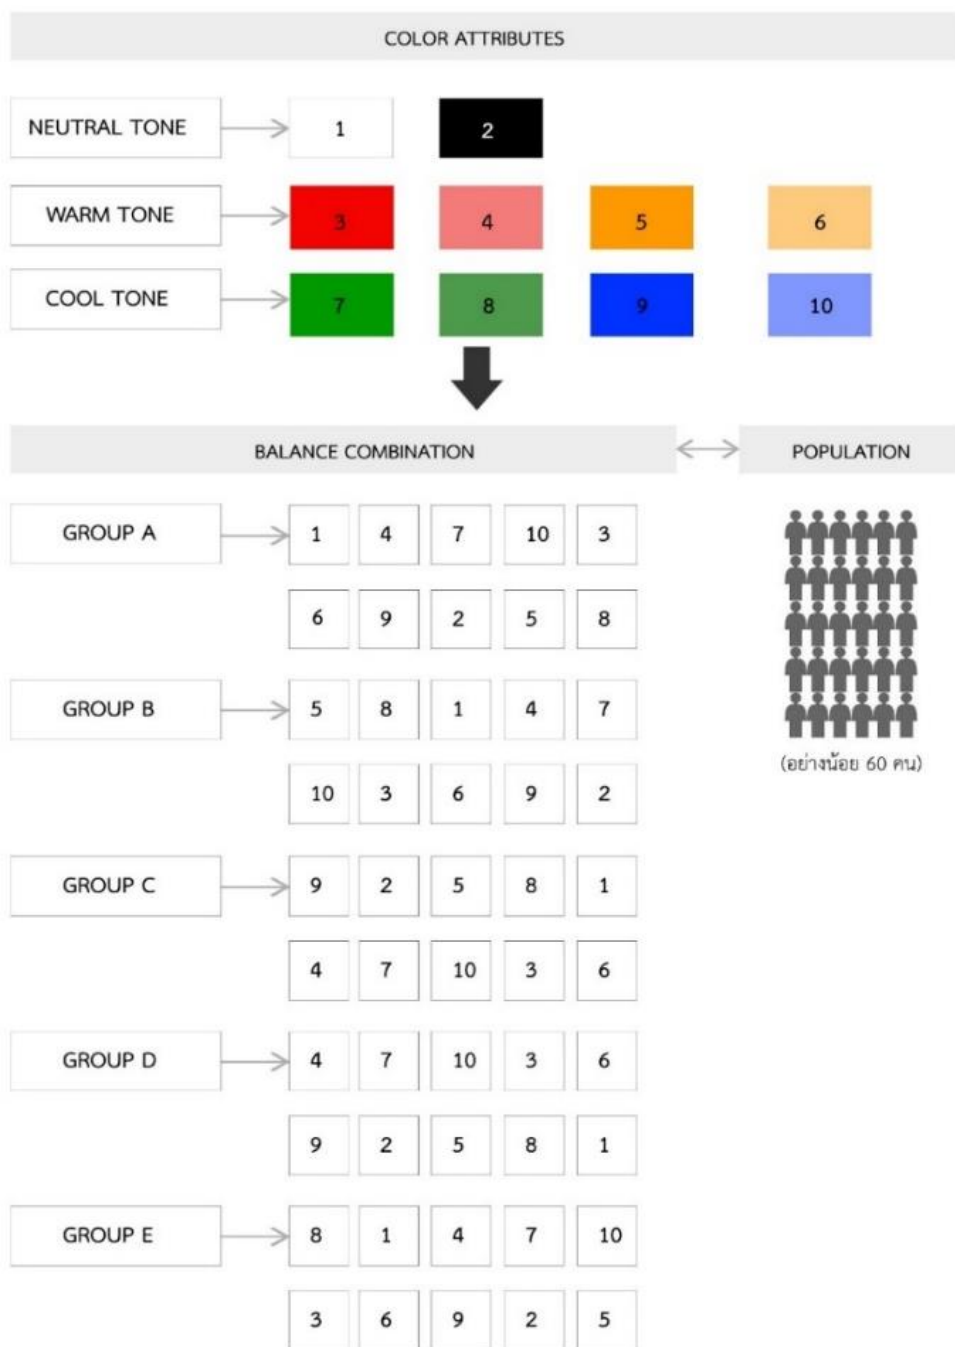 COLOR ATTRIBUTES
NEUTRAL TONE 1 2
WARM TONE 3 4 5 6
COOL TONE 7 8 9 10
BALANCE COMBINATION POPULATION
GROUP A 1 4 7 10 3
6 9 2 5 8
GROUP B 5 8 1 4 7
(อย่างน้อย 60 คน)
10 3 6 9 2
GROUP C 9 2 5 8 1
4 7 10 3 6
GROUP D 4 7 10 3 6
9 2 5 8 1
GROUP E 8 1 4 7 10
3 6 9 2 5